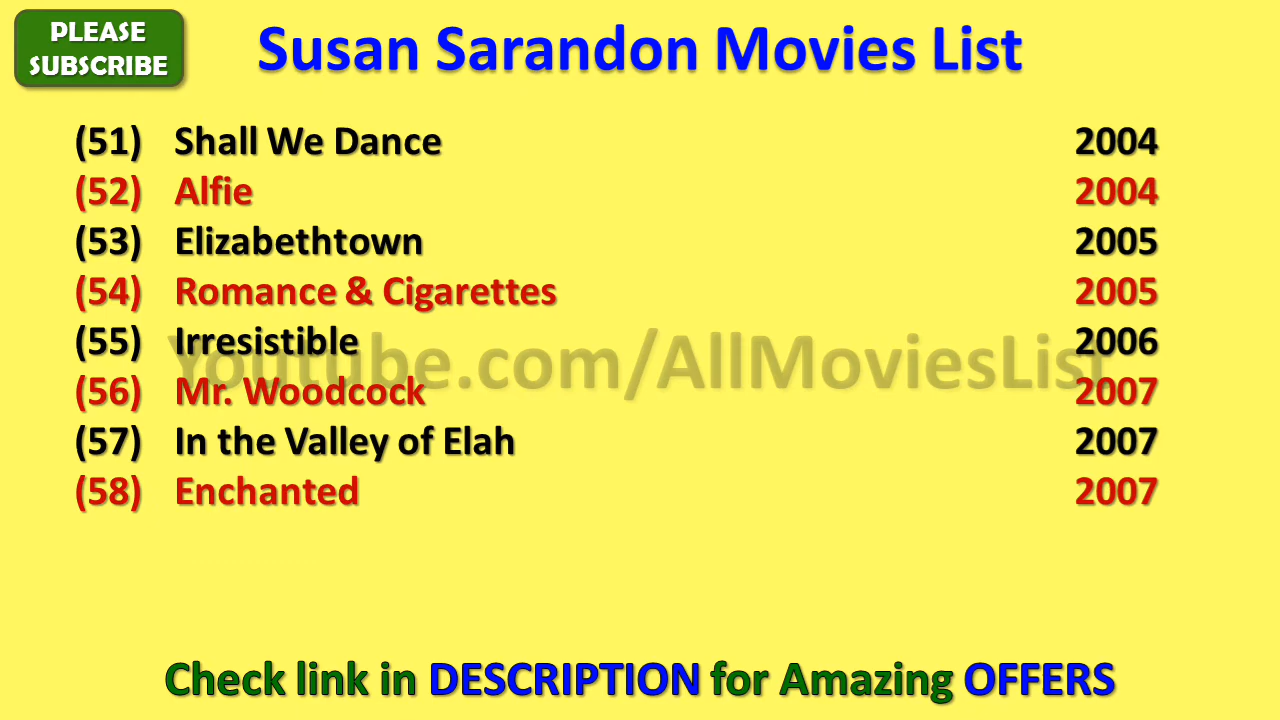 PLEASE
SUBSCRIBE
Susan Sarandon Movies List
(51) Shall We Dance 2004
(52) Alfie 2004
(53) Elizabethtown 2005
(54) Romance & Cigarettes 2005
(55) Irresistible 2006
Youtube.com/AllMoviesList
(56) Mr. Woodcock 2007
(57) In the Valley of Elah 2007
(58) Enchanted 2007
Check link in DESCRIPTION for Amazing OFFERS